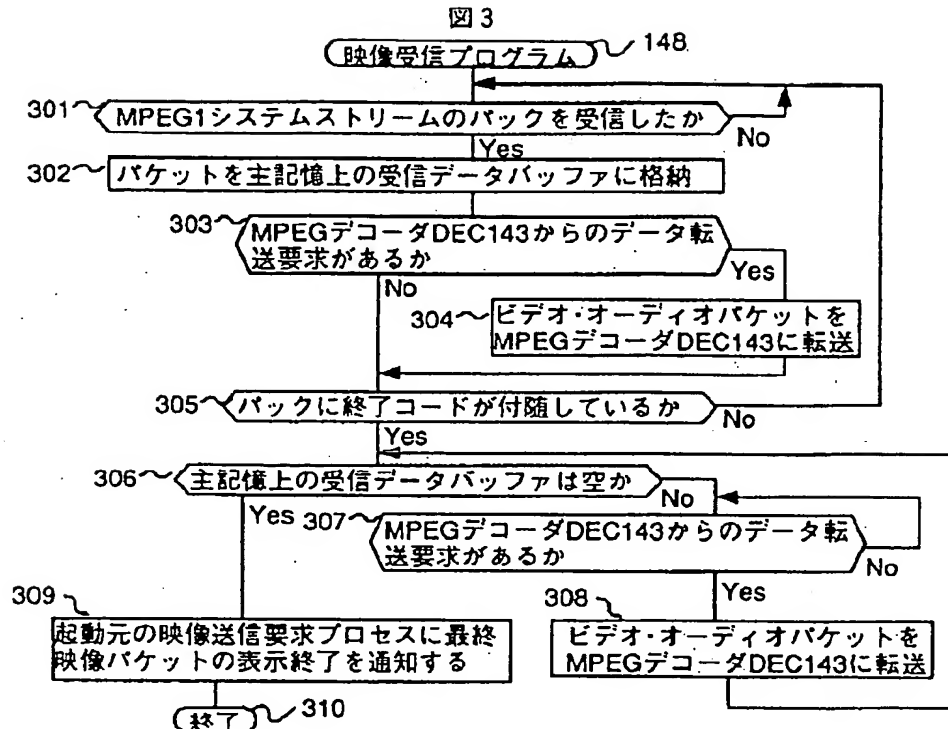 図3
映像受信プログラム
148
301
MPEG1システムストリームのパックを受信したか
No
Yes
302
パケットを主記憶上の受信データバッファに格納
303
MPEGデコーダDEC143からのデータ転
送要求があるか
Yes
No
304
ビデオ・オーディオパケットを
MPEGデコーダDEC143に転送
305
パックに終了コードが付随しているか
No
Yes
306
主記憶上の受信データバッファは空か
No
Yes
307
MPEGデコーダDEC143からのデータ転
送要求があるか
No
Yes
309
起動元の映像送信要求プロセスに最終
映像パケットの表示終了を通知する
308
ビデオ・オーディオパケットを
MPEGデコーダDEC143に転送
終了
310